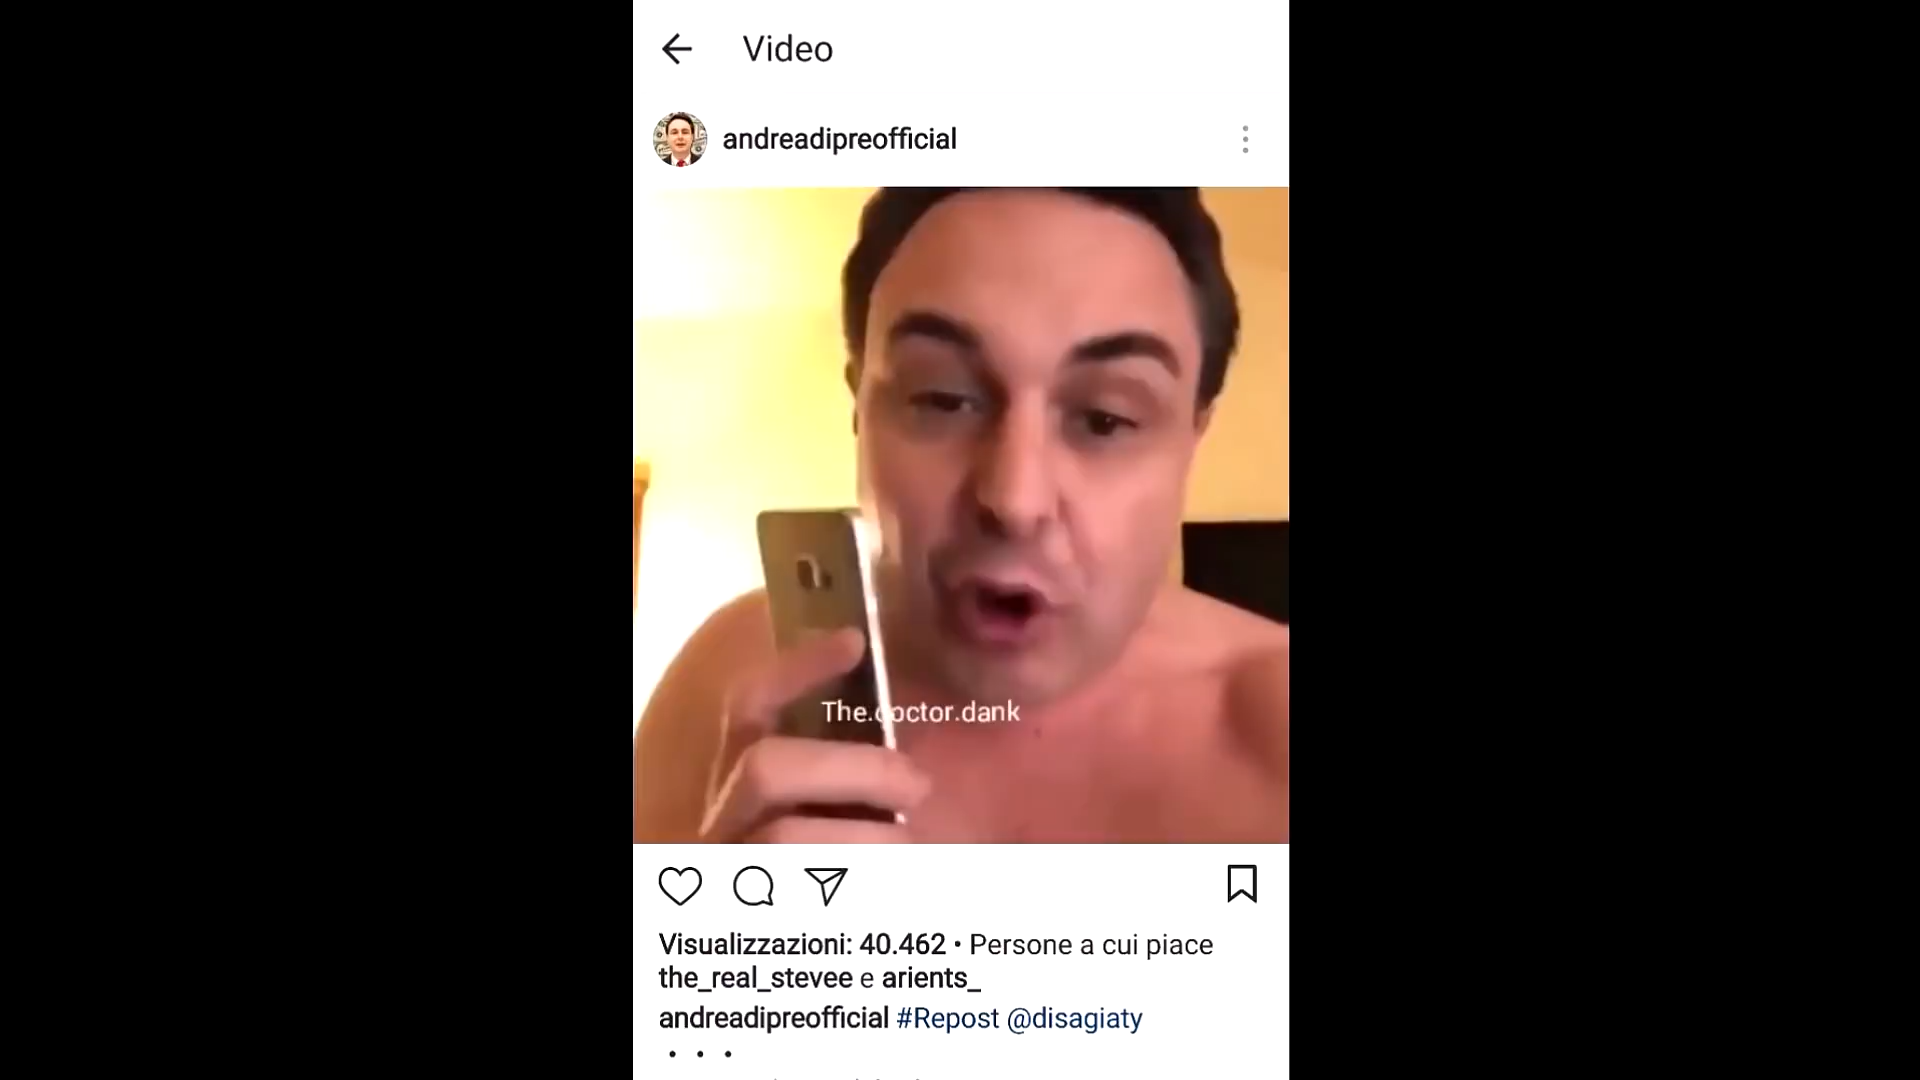 Video
andreadipreofficial
The.doctor.dank
Visualizzazioni: 40.462 • Persone a cui piace
the_real_stevee e arients_
andreadipreofficial #Repost @disagiaty
• • •